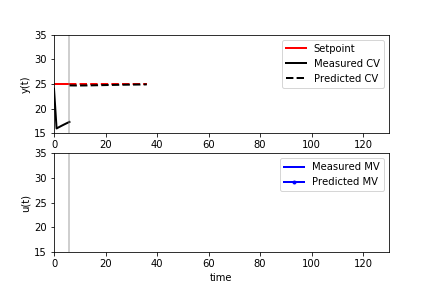 35
30
25
20
15
y(t)
Setpoint
Measured CV
Predicted CV
0 20 40 60 80 100 120
35
30
25
20
15
u(t)
Measured MV
Predicted MV
0 20 40 60 80 100 120
time